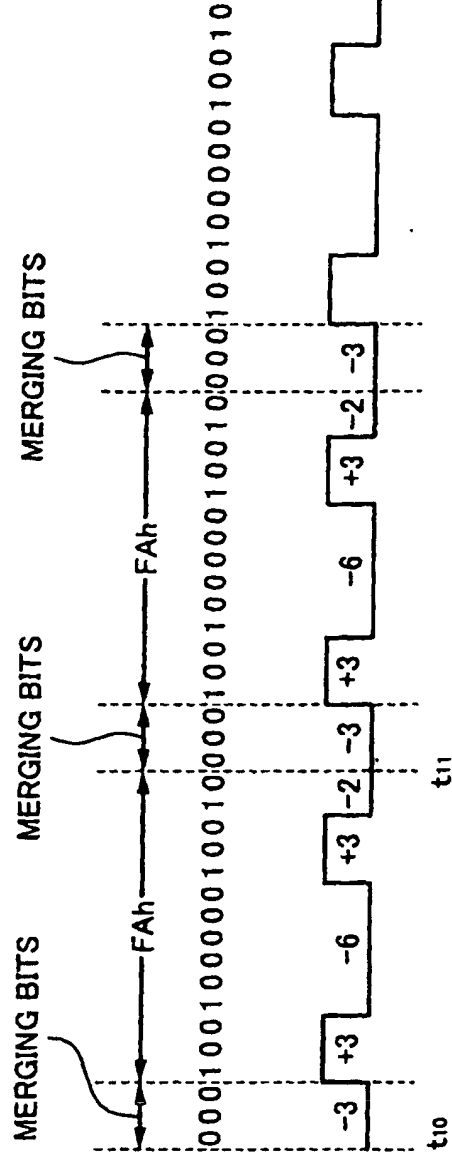 MERGING BITS MERGING BITS MERGING BITS
FAh FAh
000100100000100100001001000001001000010010000010010
-3 +3 -6 +3 -2 -3 +3 -6 +3 -2 -3
t10 t11